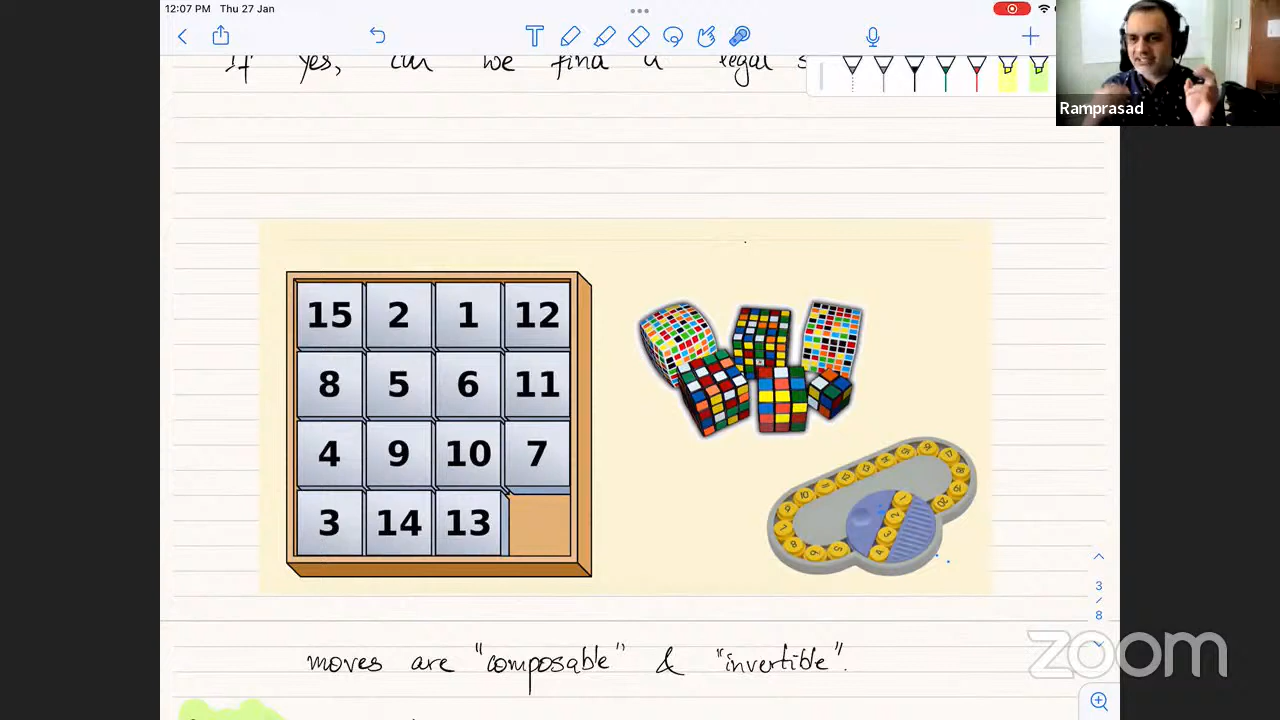 12:07 PM Thu 27 Jan
If yes, can we find a legal s
Ramprasad
15 2 1 12
8 5 6 11
4 9 10 7
3 14 13
3
/
8
moves are "composable" & "invertible".
zoom